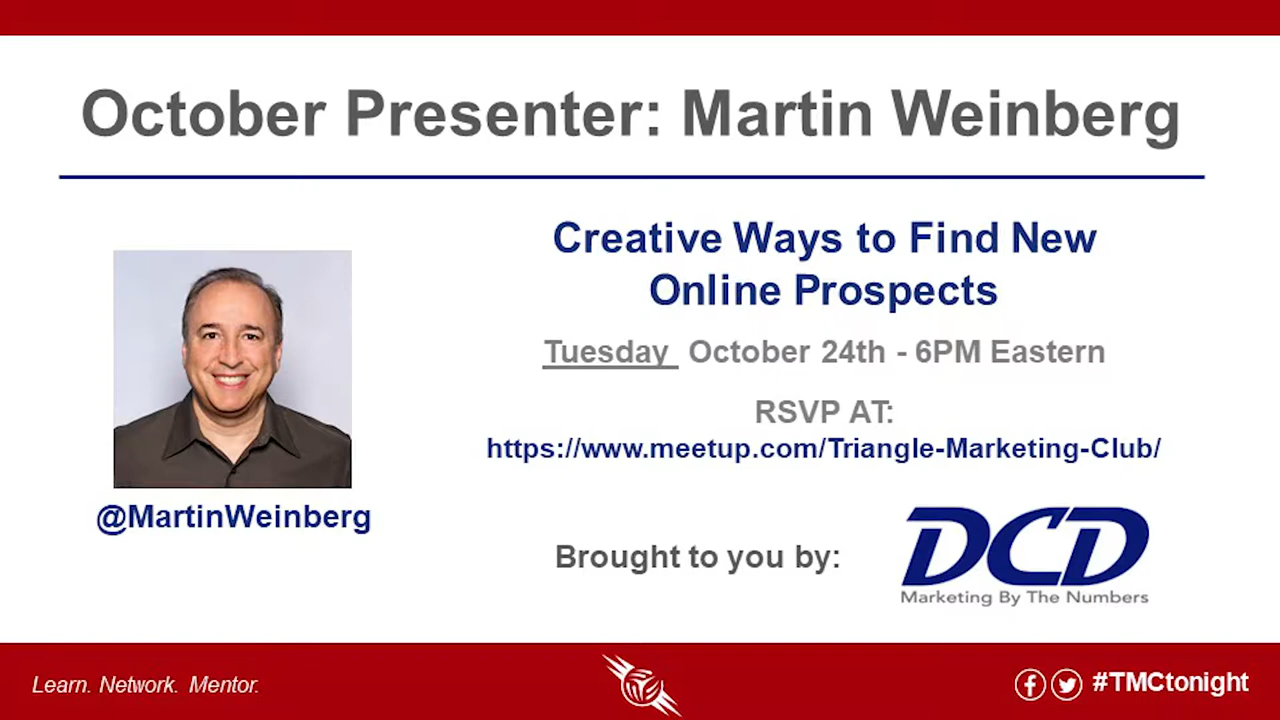 October Presenter: Martin Weinberg
Creative Ways to Find New
Online Prospects
Tuesday October 24th - 6PM Eastern
RSVP AT:
https://www.meetup.com/Triangle-Marketing-Club/
@MartinWeinberg
Brought to you by:
DCD
Marketing By The Numbers
Learn. Network. Mentor.
#TMCtonight